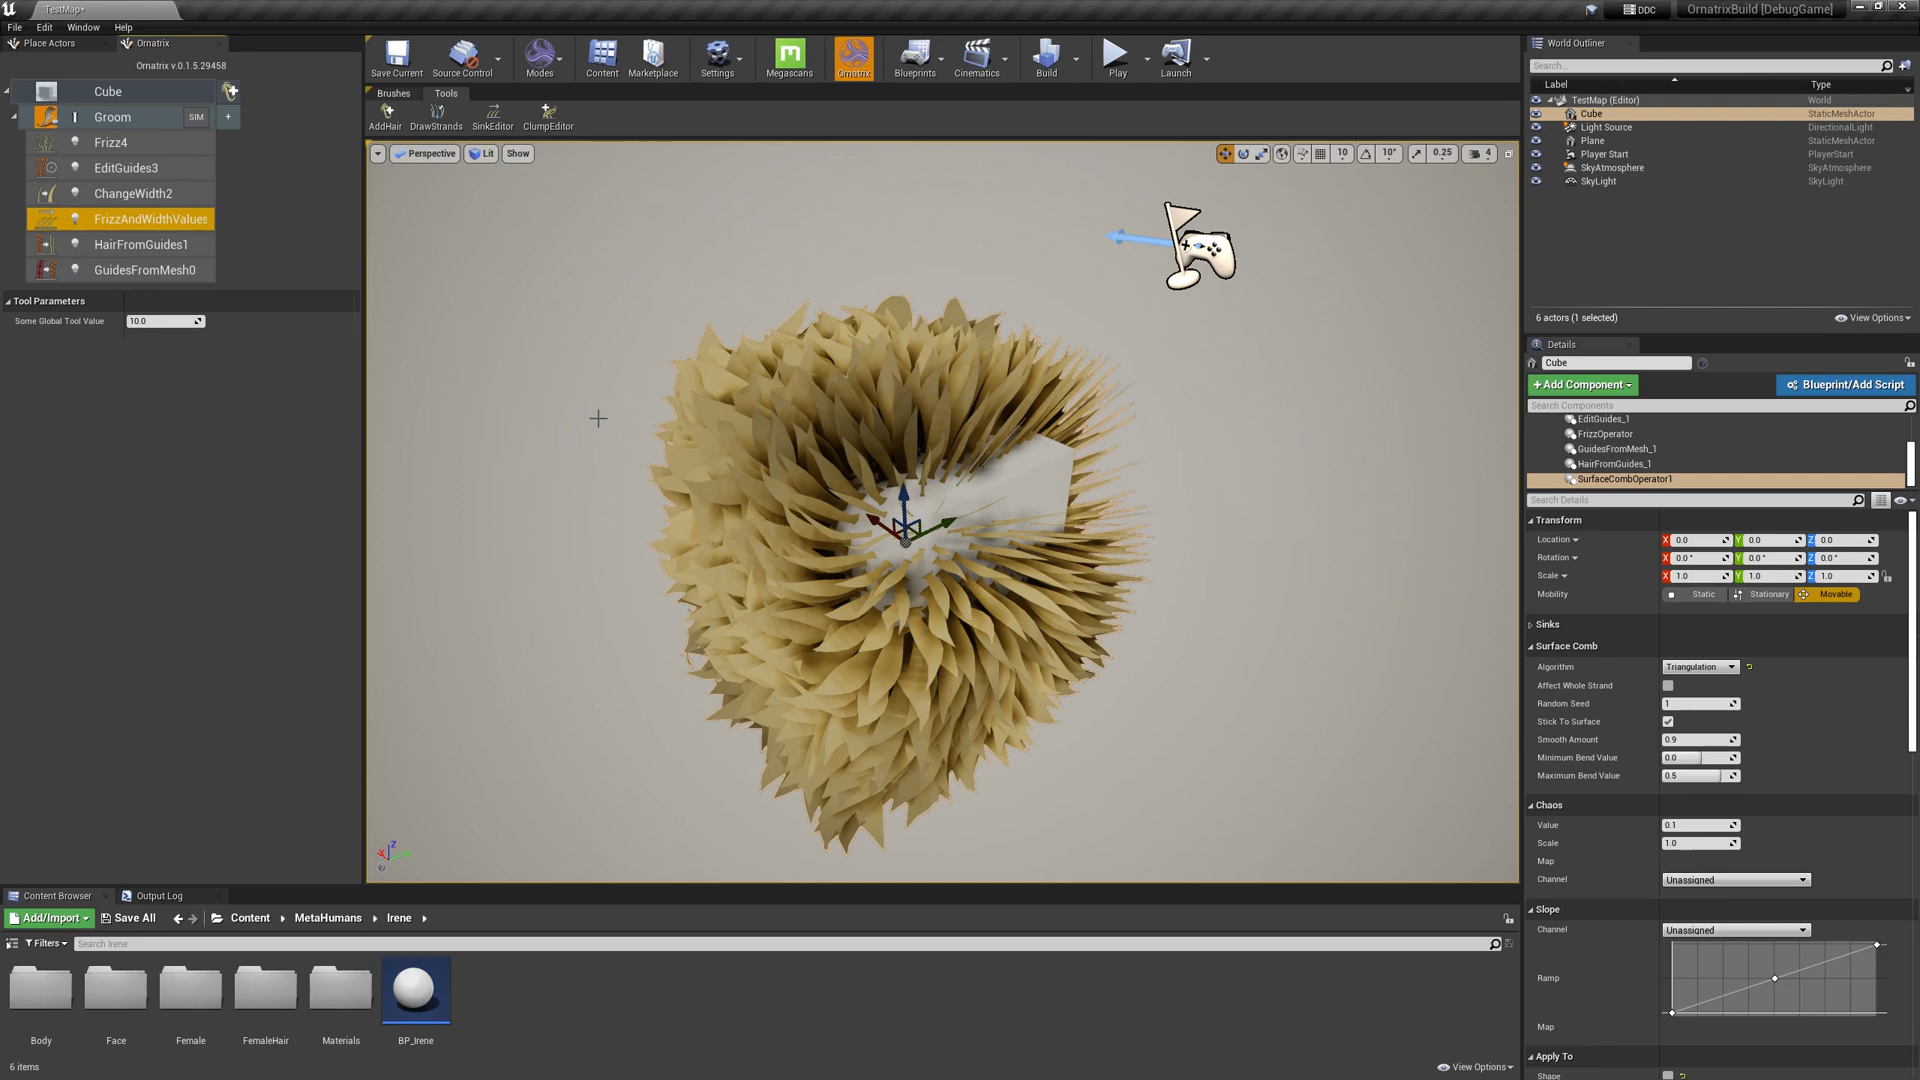 TestMap*
DDC
OrnatrixBuild [DebugGame]
File Edit Window Help
Place Actors
Ornatrix
Ornatrix v.0.1.5.29458
Cube
Groom
SIM
+
Frizz4
EditGuides3
ChangeWidth2
FrizzAndWidthValues
HairFromGuides1
GuidesFromMesh0
Tool Parameters
Some Global Tool Value
10.0
Save Current
Source Control
Modes
Content
Marketplace
Settings
Megascans
Ornatrix
Blueprints
Cinematics
Build
Play
Launch
Brushes
Tools
AddHair
DrawStrands
SinkEditor
ClumpEditor
Perspective
Lit
Show
10
10°
0.25
4
X
Z
Content Browser
Output Log
Add/Import
Save All
Content
MetaHumans
Irene
Filters
Search Irene
Body
Face
Female
FemaleHair
Materials
BP_Irene
6 items
View Options
World Outliner
Search...
Label
Type
TestMap (Editor) World
Cube StaticMeshActor
Light Source DirectionalLight
Plane StaticMeshActor
Player Start PlayerStart
SkyAtmosphere SkyAtmosphere
SkyLight SkyLight
6 actors (1 selected)
View Options
Details
Cube
+Add Component
Blueprint/Add Script
Search Components
EditGuides_1
FrizzOperator
GuidesFromMesh_1
HairFromGuides_1
SurfaceCombOperator1
Search Details
Transform
Location X 0.0 Y 0.0 Z 0.0
Rotation X 0.0 ° Y 0.0 ° Z 0.0 °
Scale X 1.0 Y 1.0 Z 1.0
Mobility Static Stationary Movable
Sinks
Surface Comb
Algorithm Triangulation
Affect Whole Strand
Random Seed 1
Stick To Surface
Smooth Amount 0.9
Minimum Bend Value 0.0
Maximum Bend Value 0.5
Chaos
Value 0.1
Scale 1.0
Map
Channel Unassigned
Slope
Channel Unassigned
Ramp
Map
Apply To
Shape